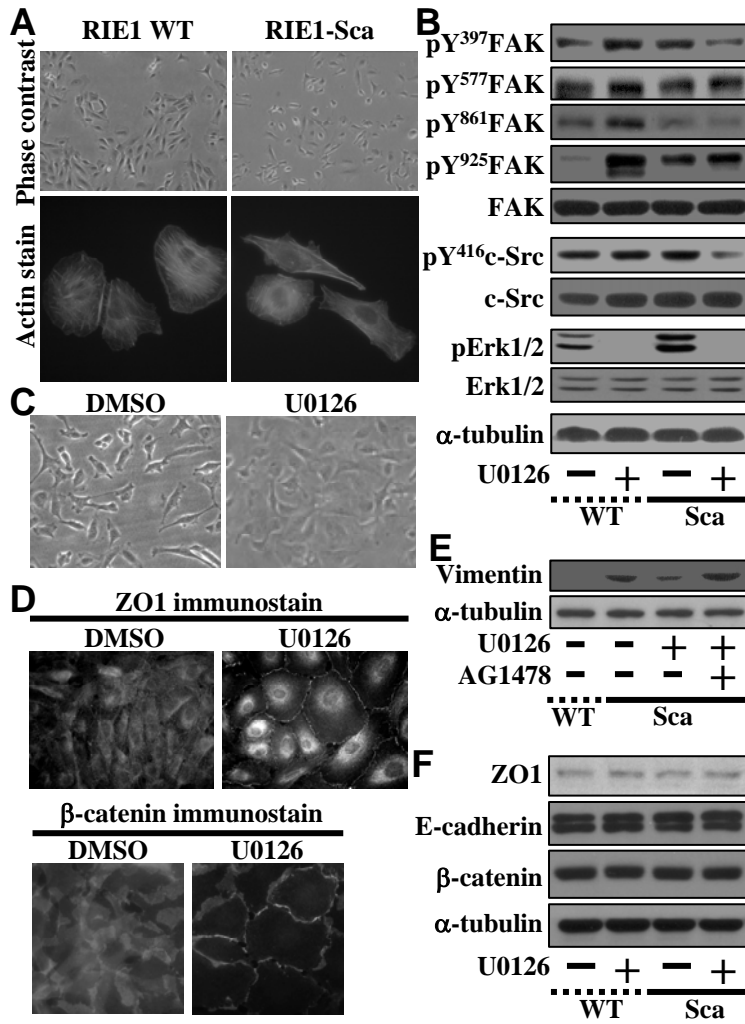 A
RIE1 WT
RIE1-Sca
Phase contrast
Actin stain
C
DMSO
U0126
D
ZO1 immunostain
DMSO
U0126
β-catenin immunostain
DMSO
U0126
B
pY397FAK
pY577FAK
pY861FAK
pY925FAK
FAK
pY416c-Src
c-Src
pErk1/2
Erk1/2
α-tubulin
U0126 − + − +
WT Sca
E
Vimentin
α-tubulin
U0126 − − + +
AG1478 − − − +
WT Sca
F
ZO1
E-cadherin
β-catenin
α-tubulin
U0126 − + − +
WT Sca